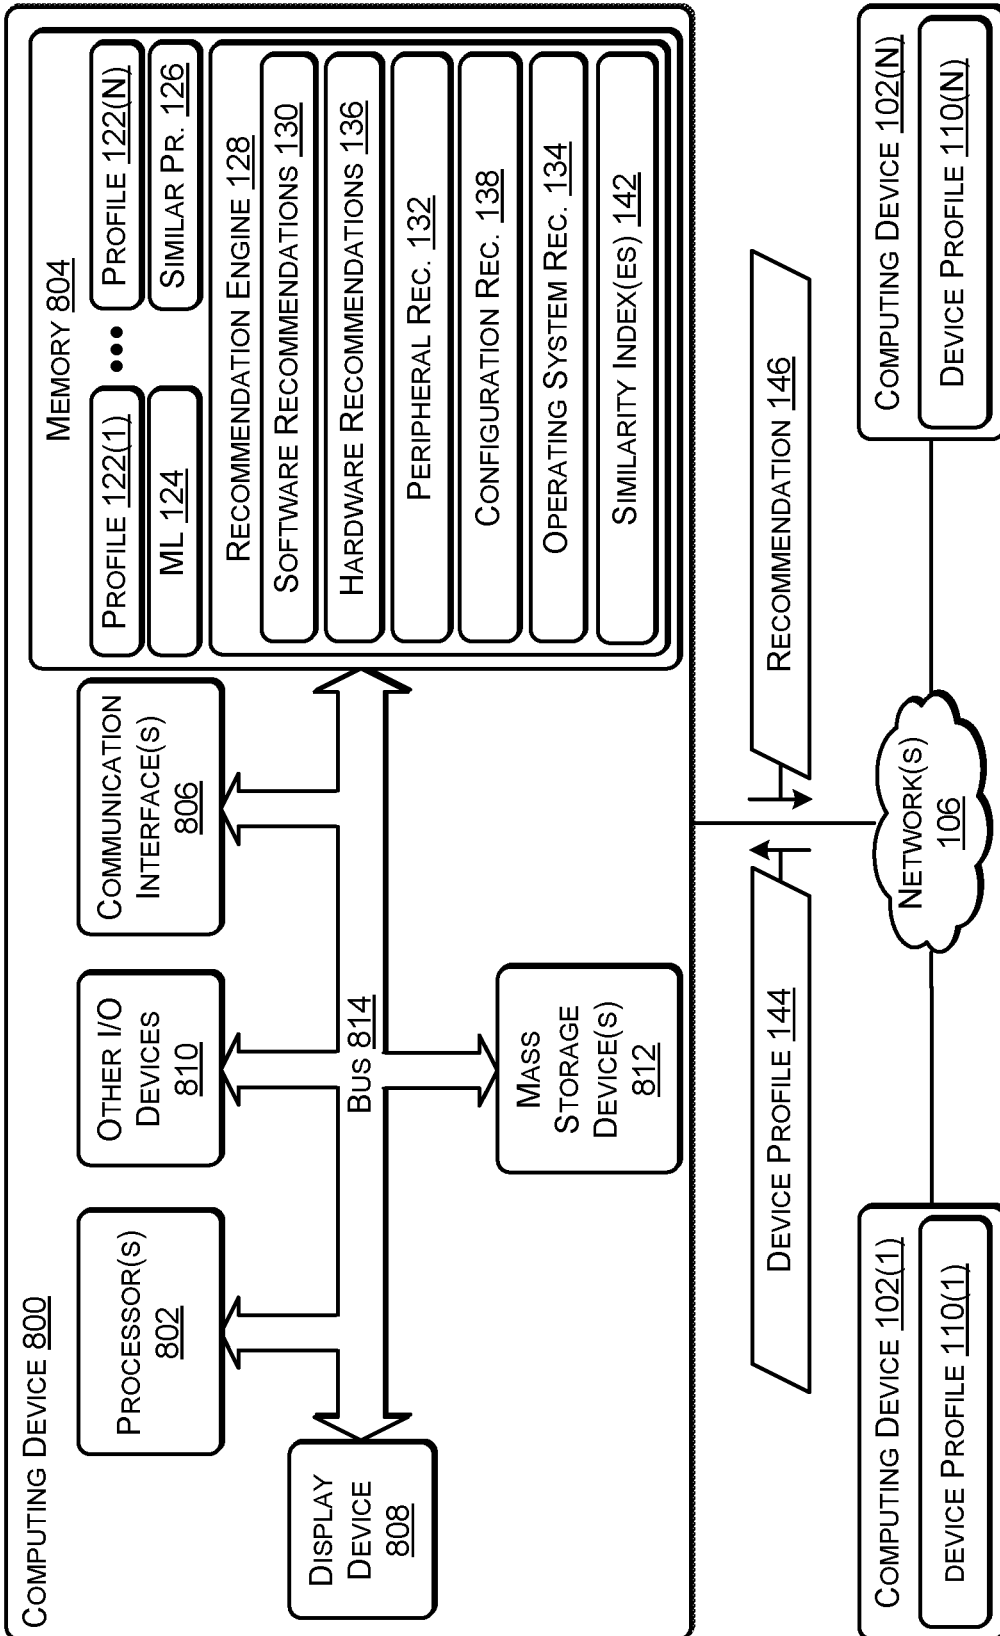 COMPUTING DEVICE 800
PROCESSOR(S)
802
OTHER I/O
DEVICES
810
COMMUNICATION
INTERFACE(S)
806
DISPLAY
DEVICE
808
BUS 814
MASS
STORAGE
DEVICE(S)
812
MEMORY 804
PROFILE 122(1)
PROFILE 122(N)
ML 124
SIMILAR PR. 126
RECOMMENDATION ENGINE 128
SOFTWARE RECOMMENDATIONS 130
HARDWARE RECOMMENDATIONS 136
PERIPHERAL REC. 132
CONFIGURATION REC. 138
OPERATING SYSTEM REC. 134
SIMILARITY INDEX(ES) 142
DEVICE PROFILE 144
RECOMMENDATION 146
COMPUTING DEVICE 102(1)
DEVICE PROFILE 110(1)
NETWORK(S)
106
COMPUTING DEVICE 102(N)
DEVICE PROFILE 110(N)